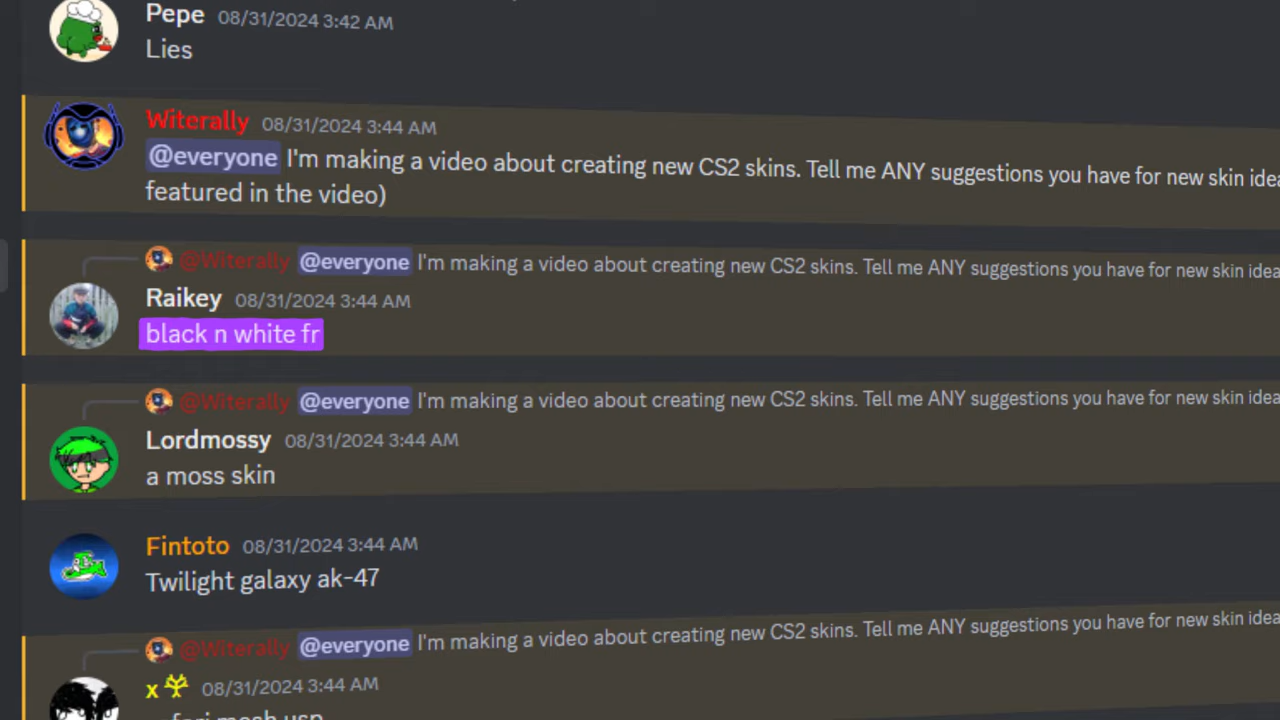 Pepe 08/31/2024 3:42 AM
Lies
Witerally 08/31/2024 3:44 AM
@everyone I'm making a video about creating new CS2 skins. Tell me ANY suggestions you have for new skin idea
featured in the video)
@Witerally @everyone I'm making a video about creating new CS2 skins. Tell me ANY suggestions you have for new skin idea
Raikey 08/31/2024 3:44 AM
black n white fr
@Witerally @everyone I'm making a video about creating new CS2 skins. Tell me ANY suggestions you have for new skin idea
Lordmossy 08/31/2024 3:44 AM
a moss skin
Fintoto 08/31/2024 3:44 AM
Twilight galaxy ak-47
@Witerally @everyone I'm making a video about creating new CS2 skins. Tell me ANY suggestions you have for new skin idea
x 08/31/2024 3:44 AM
mosh usp